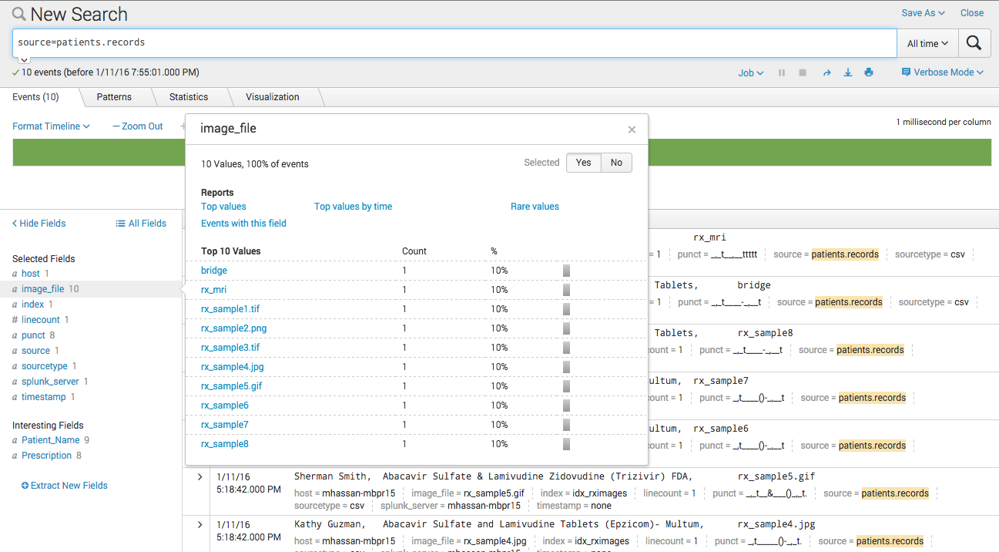 New Search
Save As
Close
source=patients.records
All time
10 events (before 1/11/16 7:55:01.000 PM)
Job
Verbose Mode
Events (10)
Patterns
Statistics
Visualization
Format Timeline
— Zoom Out
1 millisecond per column
image_file
10 Values, 100% of events
Selected
Yes
No
Reports
Top values
Top values by time
Rare values
Events with this field
Top 10 Values Count %
bridge 1 10%
rx_mri 1 10%
rx_sample1.tif 1 10%
rx_sample2.png 1 10%
rx_sample3.tif 1 10%
rx_sample4.jpg 1 10%
rx_sample5.gif 1 10%
rx_sample6 1 10%
rx_sample7 1 10%
rx_sample8 1 10%
Hide Fields
All Fields
Selected Fields
a host 1
a image_file 10
a index 1
# linecount 1
a punct 8
a source 1
a sourcetype 1
a splunk_server 1
a timestamp 1
Interesting Fields
a Patient_Name 9
a Prescription 8
Extract New Fields
rx_mri
= 1 punct = _,_t__,__ttttt source = patients.records sourcetype = csv
Tablets, bridge
= 1 punct = _,_t____-_,__t source = patients.records sourcetype = csv
Tablets, rx_sample8
ount = 1 punct = _,_t____-_,__t source = patients.records
ultum, rx_sample7
ount = 1 punct = _,t____()-_,__t source = patients.records
ultum, rx_sample6
ount = 1 punct = _,t____()-_,__t source = patients.records
1/11/16
5:18:42.000 PM
Sherman Smith, Abacavir Sulfate & Lamivudine Zidovudine (Trizivir) FDA, rx_sample5.gif
host = mhassan-mbpr15 image_file = rx_sample5.gif index = idx_rximages linecount = 1 punct = _,_t__&___()_,_t. source = patients.records
sourcetype = csv splunk_server = mhassan-mbpr15 timestamp = none
1/11/16
5:18:42.000 PM
Kathy Guzman, Abacavir Sulfate and Lamivudine Tablets (Epzicom)- Multum, rx_sample4.jpg
host = mhassan-mbpr15 image_file = rx_sample4.jpg index = idx_rximages linecount = 1 punct = _,t_____()-_,_t. source = patients.records